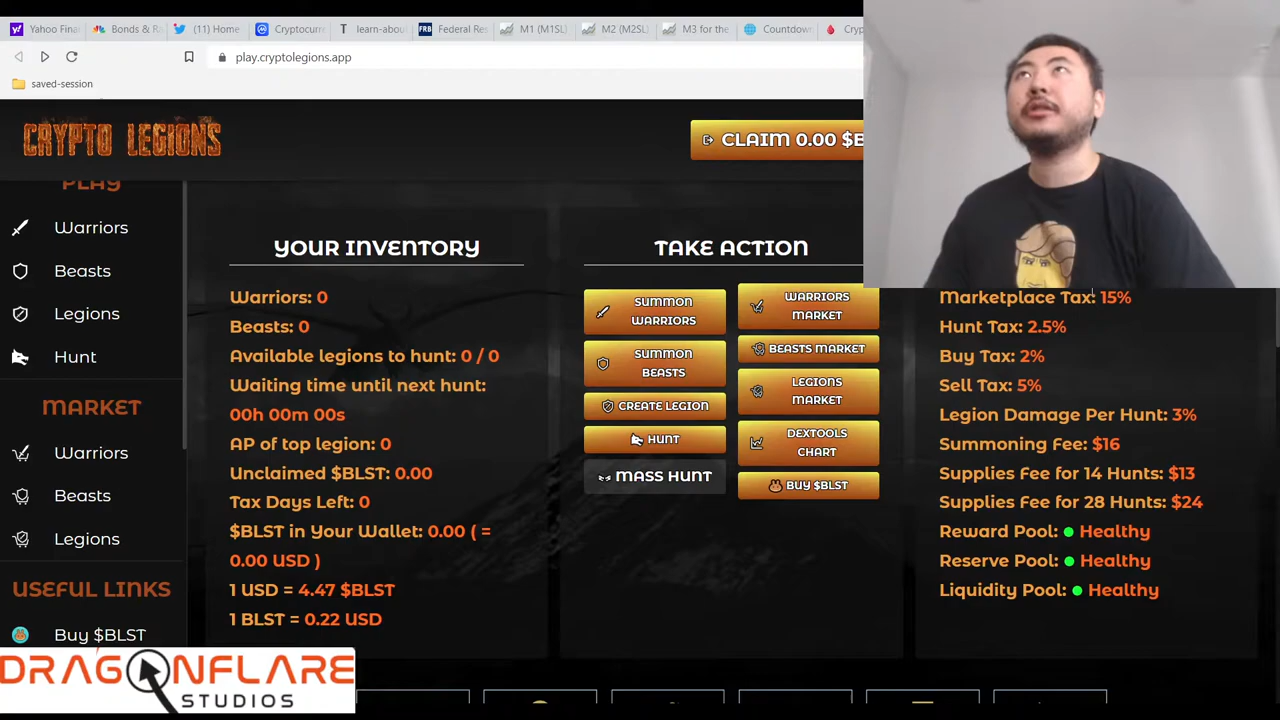 Yahoo Fina
Bonds & Ra
(11) Home
Cryptocurre
learn-abou
Federal Res
M1 (M1SL)
M2 (M2SL)
M3 for the
Countdow
Cryp
play.cryptolegions.app
saved-session
CRYPTO LEGIONS
CLAIM 0.00 $B
PLAY
Warriors
Beasts
Legions
Hunt
MARKET
Warriors
Beasts
Legions
USEFUL LINKS
Buy $BLST
YOUR INVENTORY
Warriors: 0
Beasts: 0
Available legions to hunt: 0 / 0
Waiting time until next hunt:
00h 00m 00s
AP of top legion: 0
Unclaimed $BLST: 0.00
Tax Days Left: 0
$BLST in Your Wallet: 0.00 ( =
0.00 USD )
1 USD = 4.47 $BLST
1 BLST = 0.22 USD
TAKE ACTION
SUMMON
WARRIORS
SUMMON
BEASTS
CREATE LEGION
HUNT
MASS HUNT
WARRIORS
MARKET
BEASTS MARKET
LEGIONS
MARKET
DEXTOOLS
CHART
BUY $BLST
Marketplace Tax: 15%
Hunt Tax: 2.5%
Buy Tax: 2%
Sell Tax: 5%
Legion Damage Per Hunt: 3%
Summoning Fee: $16
Supplies Fee for 14 Hunts: $13
Supplies Fee for 28 Hunts: $24
Reward Pool: Healthy
Reserve Pool: Healthy
Liquidity Pool: Healthy
DRAGONFLARE
STUDIOS